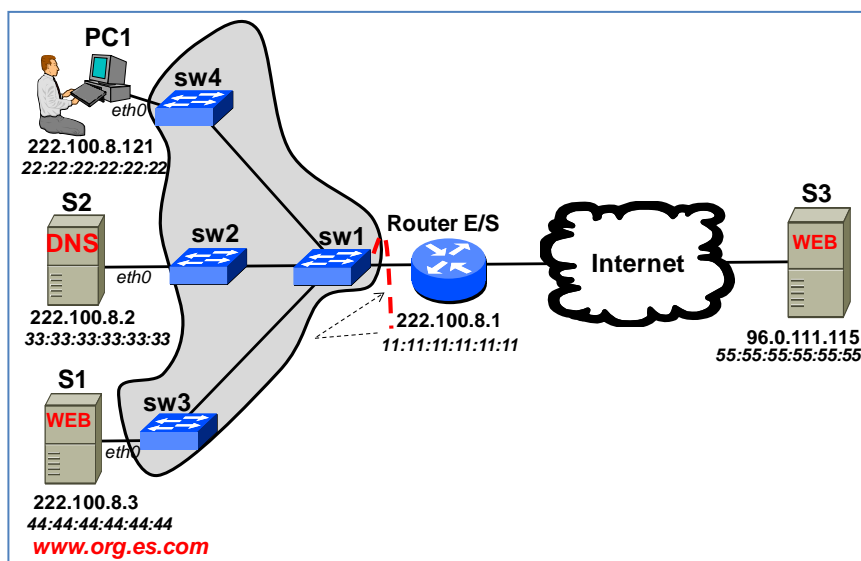 PC1
sw4
eth0
222.100.8.121
22:22:22:22:22:22
S2
DNS
sw2
sw1
Router E/S
S3
WEB
Internet
eth0
222.100.8.2
33:33:33:33:33:33
222.100.8.1
11:11:11:11:11:11
96.0.111.115
55:55:55:55:55:55
S1
WEB
sw3
eth0
222.100.8.3
44:44:44:44:44:44
www.org.es.com